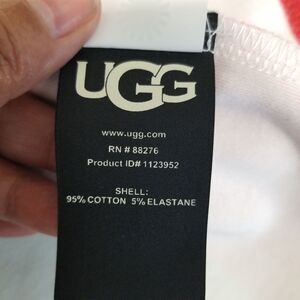 UGG
www.ugg.com
RN # 88276
Product ID# 1123952
SHELL:
95% COTTON 5% ELASTANE